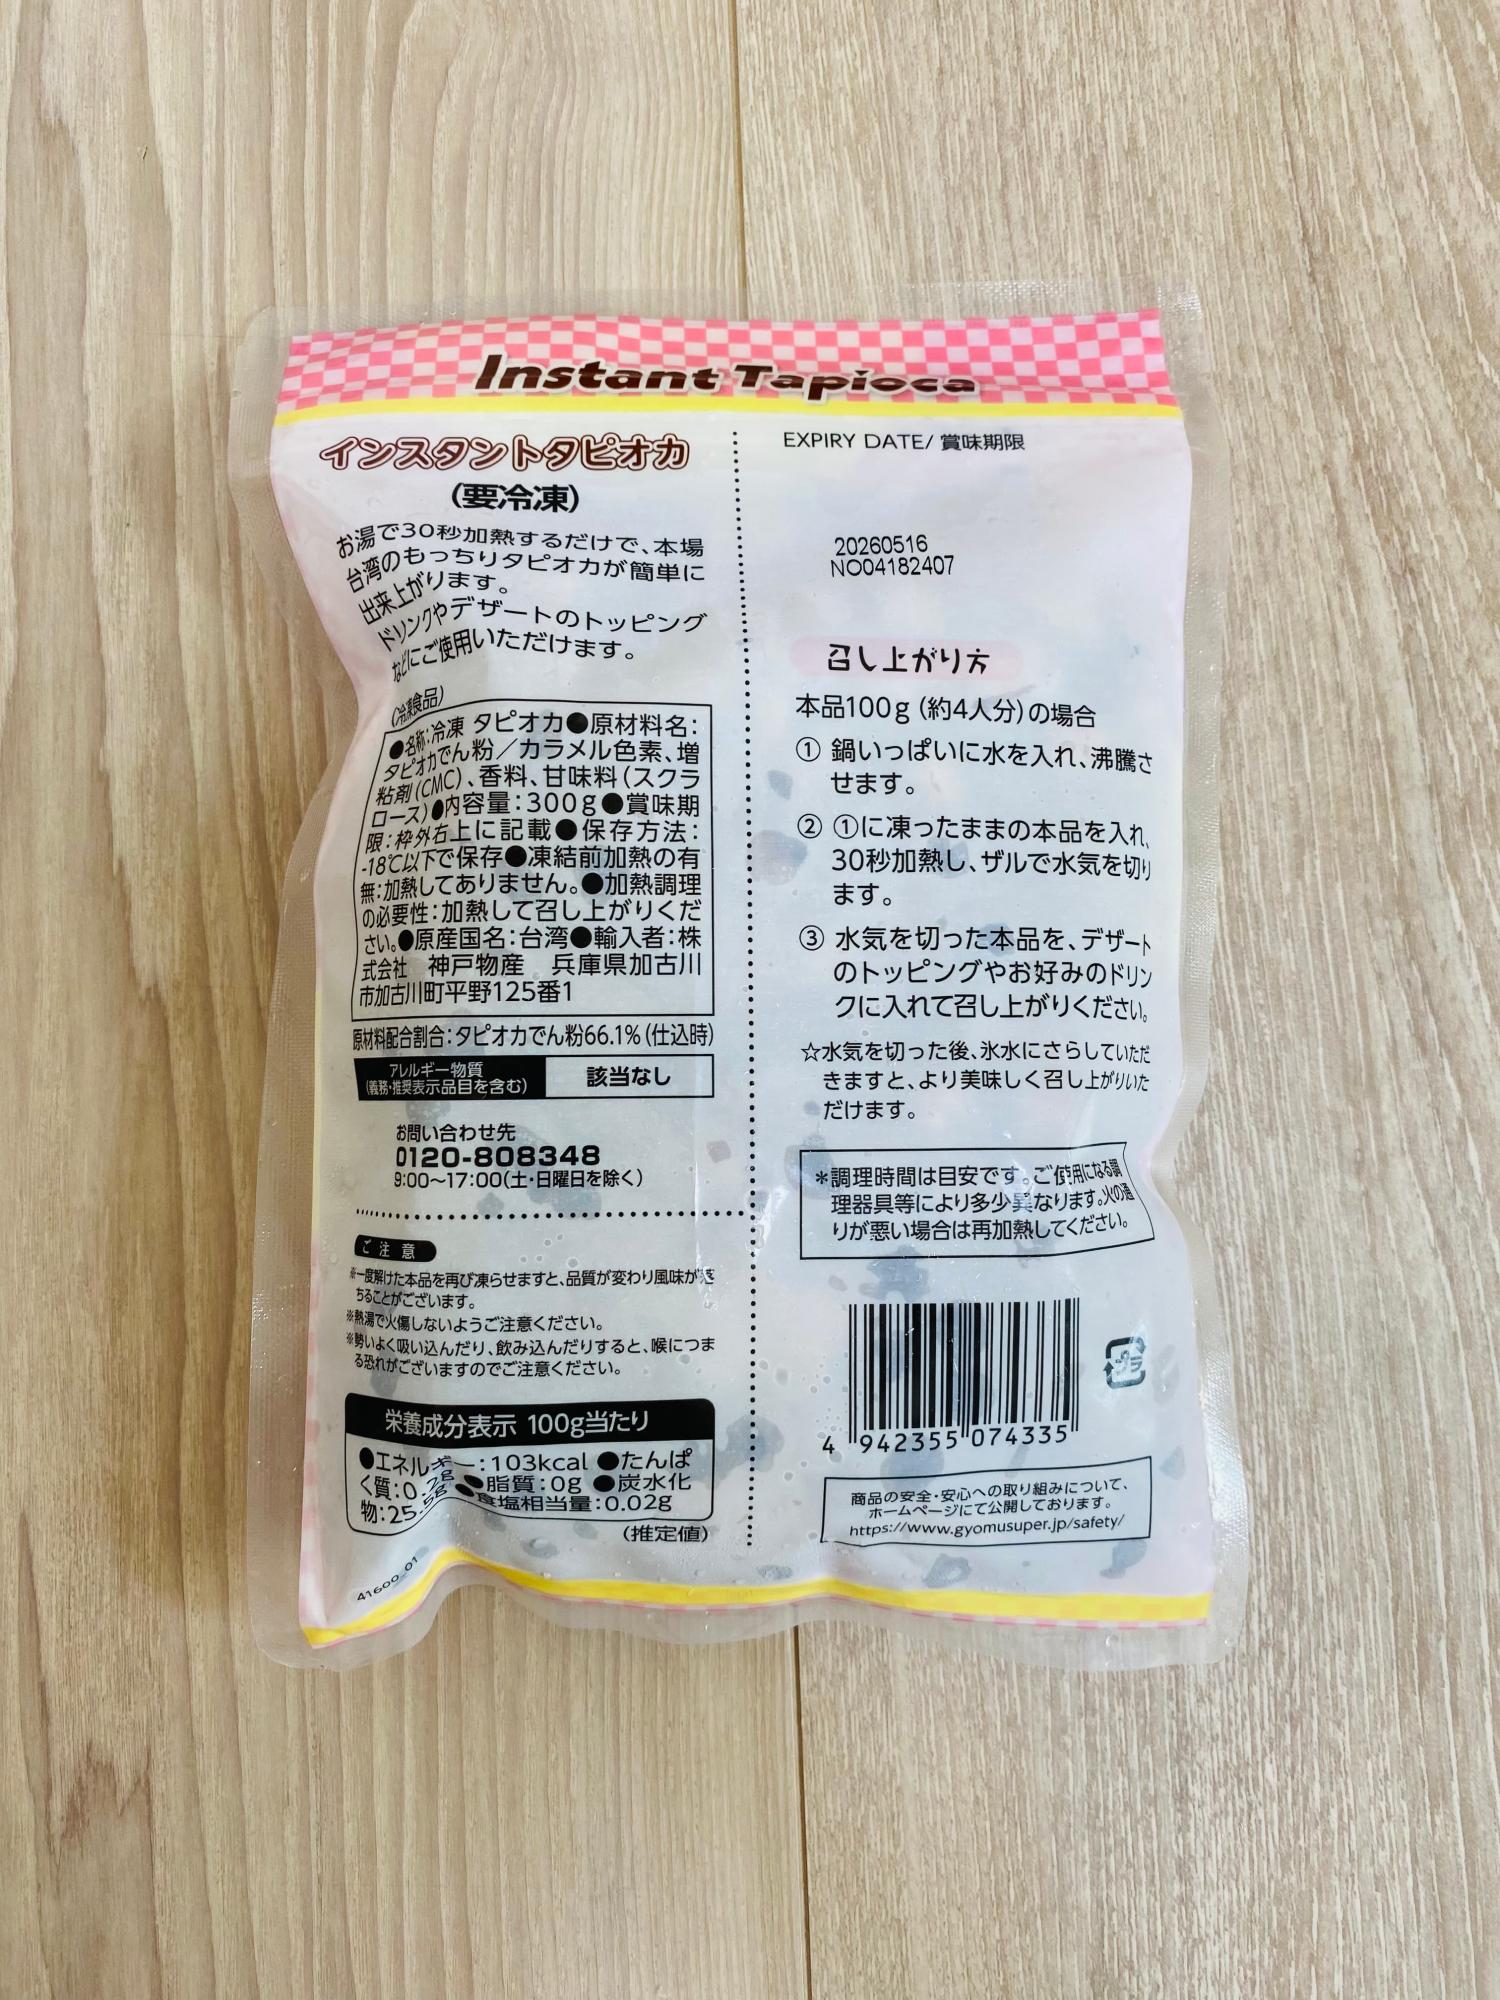 Instant Tapioca
インスタントタピオカ
(要冷凍)
お湯で30秒加熱するだけで、本場
台湾のもっちりタピオカが簡単に
出来上がります。
ドリンクやデザートのトッピング
などにご使用いただけます。
〈冷凍食品〉
●名称:冷凍 タピオカ●原材料名:
タピオカでん粉/カラメル色素、増
粘剤(CMC)、香料、甘味料(スクラ
ロース)●内容量:300g●賞味期
限:枠外右上に記載●保存方法:
-18℃以下で保存●凍結前加熱の有
無:加熱してありません。●加熱調理
の必要性:加熱して召し上がりくだ
さい。●原産国名:台湾●輸入者:株
式会社 神戸物産 兵庫県加古川
市加古川町平野125番1
原材料配合割合:タピオカでん粉66.1%(仕込時)
アレルギー物質
(義務・推奨表示品目を含む)
該当なし
お問い合わせ先
0120-808348
9:00〜17:00(土・日曜日を除く)
ご注意
※一度解けた本品を再び凍らせますと、品質が変わり風味が落
ちることがございます。
※熱湯で火傷しないようご注意ください。
※勢いよく吸い込んだり、飲み込んだりすると、喉につま
る恐れがございますのでご注意ください。
栄養成分表示 100g当たり
●エネルギー:103kcal ●たんぱ
く質:0.2g ●脂質:0g ●炭水化
物:25.5g ●食塩相当量:0.02g
(推定値)
41600_01
EXPIRY DATE/ 賞味期限
20260516
NO04182407
召し上がり方
本品100g(約4人分)の場合
① 鍋いっぱいに水を入れ、沸騰さ
せます。
② ①に凍ったままの本品を入れ、
30秒加熱し、ザルで水気を切り
ます。
③ 水気を切った本品を、デザート
のトッピングやお好みのドリン
クに入れて召し上がりください。
☆水気を切った後、氷水にさらしていただ
きますと、より美味しく召し上がりいた
だけます。
*調理時間は目安です。ご使用になる調
理器具等により多少異なります。火の通
りが悪い場合は再加熱してください。
4 942355 074335
プラ
商品の安全・安心への取り組みについて、
ホームページにて公開しております。
https://www.gyomusuper.jp/safety/